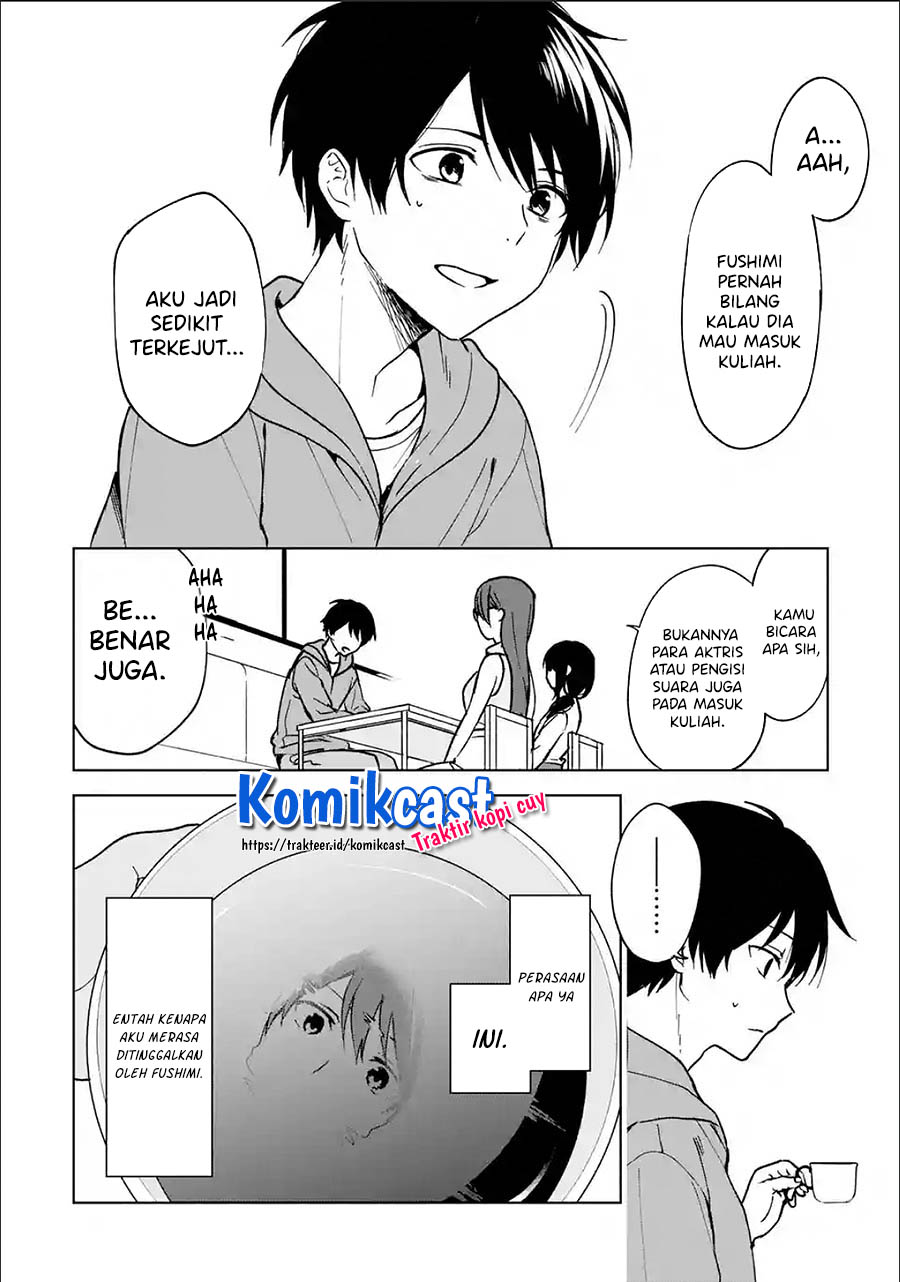 A...
AAH,
FUSHIMI
PERNAH
BILANG
KALAU DIA
MAU MASUK
KULIAH.
AKU JADI
SEDIKIT
TERKEJUT...
KAMU
BICARA
APA SIH,
BUKANNYA
PARA AKTRIS
ATAU PENGISI
SUARA JUGA
PADA MASUK
KULIAH.
AHA
HA
HA
BE...
BENAR
JUGA.
Komikcast
Traktir kopi cuy
https://trakteer.id/komikcast
—......
PERASAAN
APA YA
INI.
ENTAH KENAPA
AKU MERASA
DITINGGALKAN
OLEH FUSHIMI.